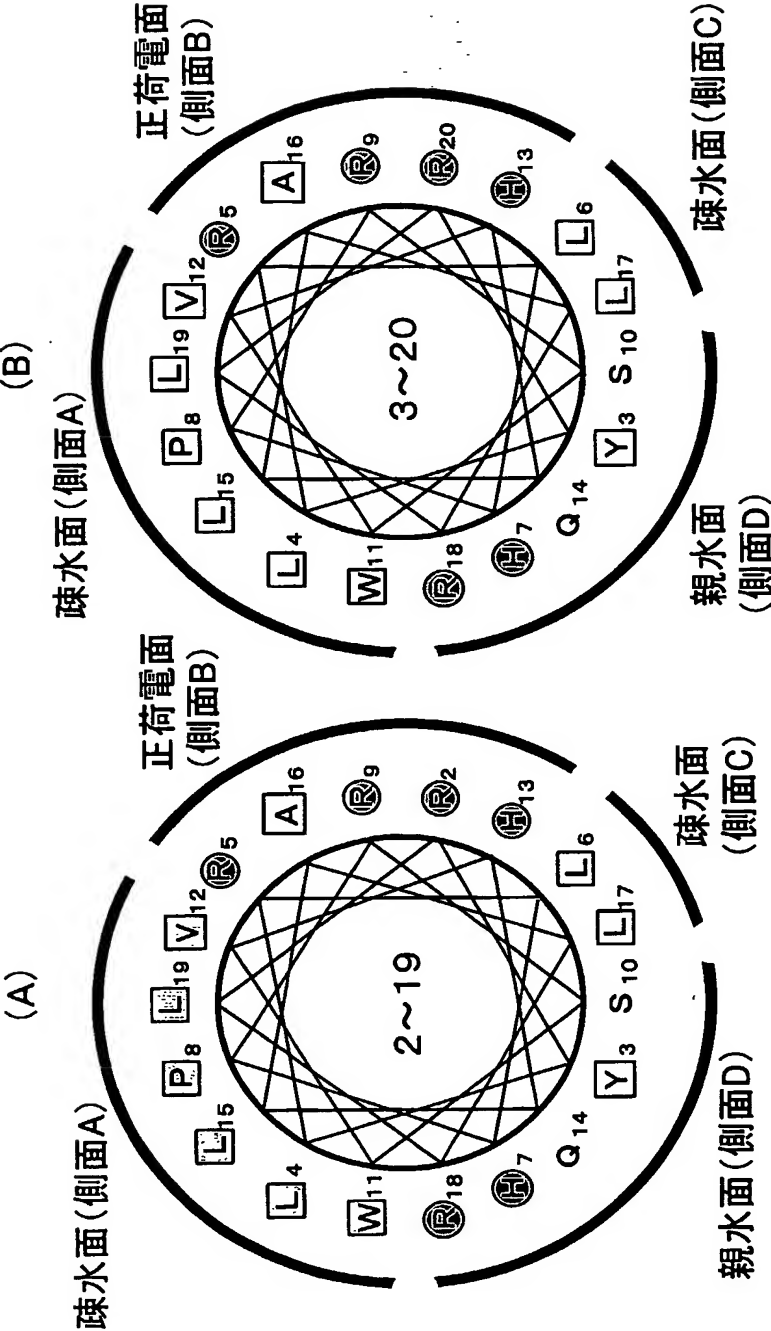 (A)
疎水面(側面A)
正荷電面
(側面B)
L19
V12
R5
A16
R9
R2
H13
L6
L17
S10
Y3
Q14
H7
R18
W11
L4
L15
P8
2～19
疎水面
(側面C)
親水面(側面D)
(B)
疎水面(側面A)
正荷電面
(側面B)
L19
V12
R5
A16
R9
R20
H13
L6
L17
S10
Y3
Q14
H7
R18
W11
L4
L15
P8
3～20
疎水面(側面C)
親水面
(側面D)